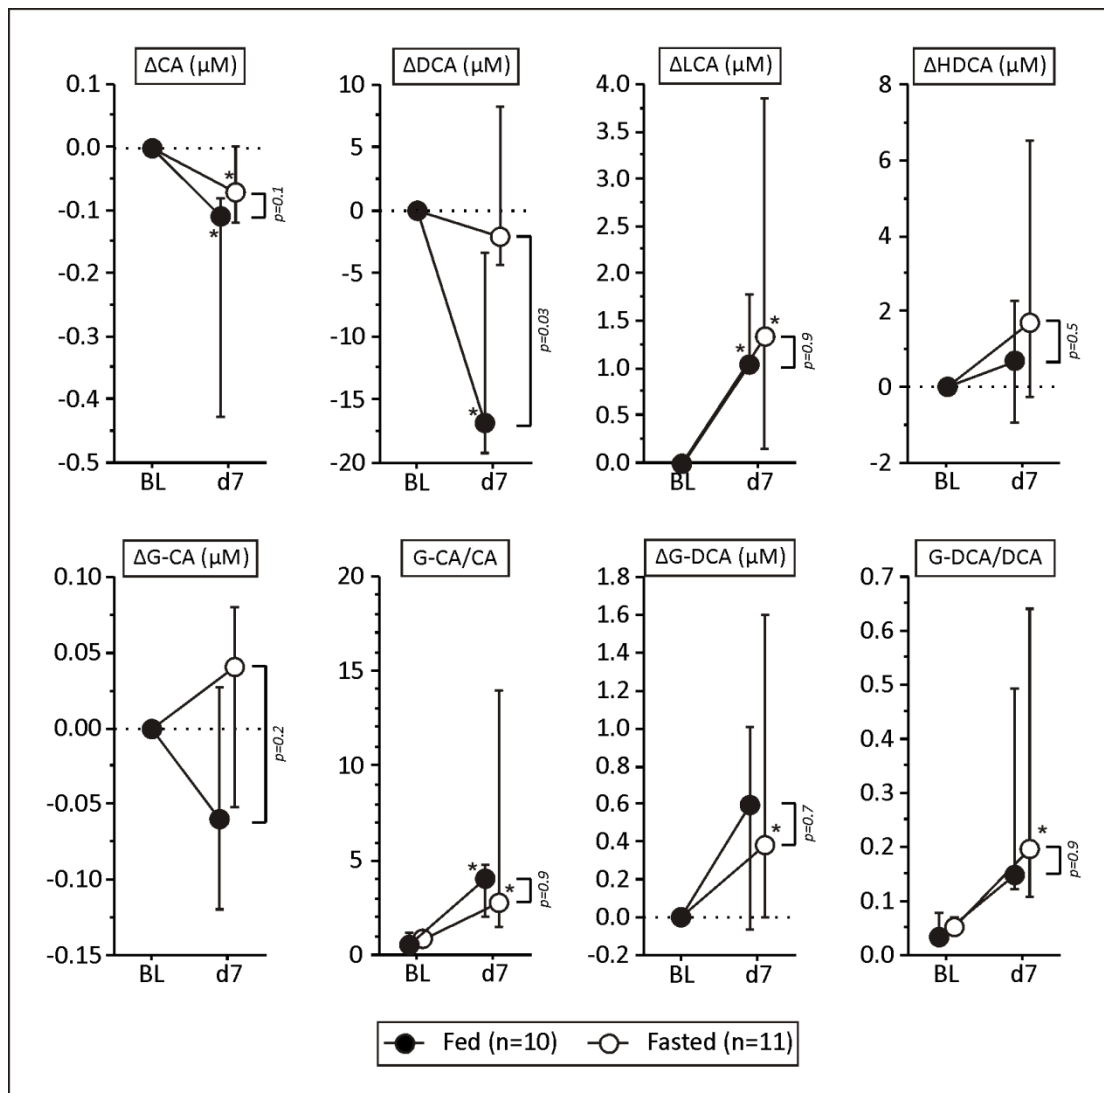 ΔCA (μM)
0.1
0.0
-0.1
-0.2
-0.3
-0.4
-0.5
*
*
p=0.1
BL d7
ΔDCA (μM)
10
5
0
-5
-10
-15
-20
*
p=0.03
BL d7
ΔLCA (μM)
4.0
3.5
3.0
2.5
2.0
1.5
1.0
0.5
0.0
*
*
p=0.9
BL d7
ΔHDCA (μM)
8
6
4
2
0
-2
p=0.5
BL d7
ΔG-CA (μM)
0.10
0.05
0.00
-0.05
-0.10
-0.15
p=0.2
BL d7
G-CA/CA
20
15
10
5
0
*
*
p=0.9
BL d7
ΔG-DCA (μM)
1.8
1.6
1.4
1.2
1.0
0.8
0.6
0.4
0.2
0.0
-0.2
*
p=0.7
BL d7
G-DCA/DCA
0.7
0.6
0.5
0.4
0.3
0.2
0.1
0.0
*
p=0.9
BL d7
Fed (n=10) Fasted (n=11)